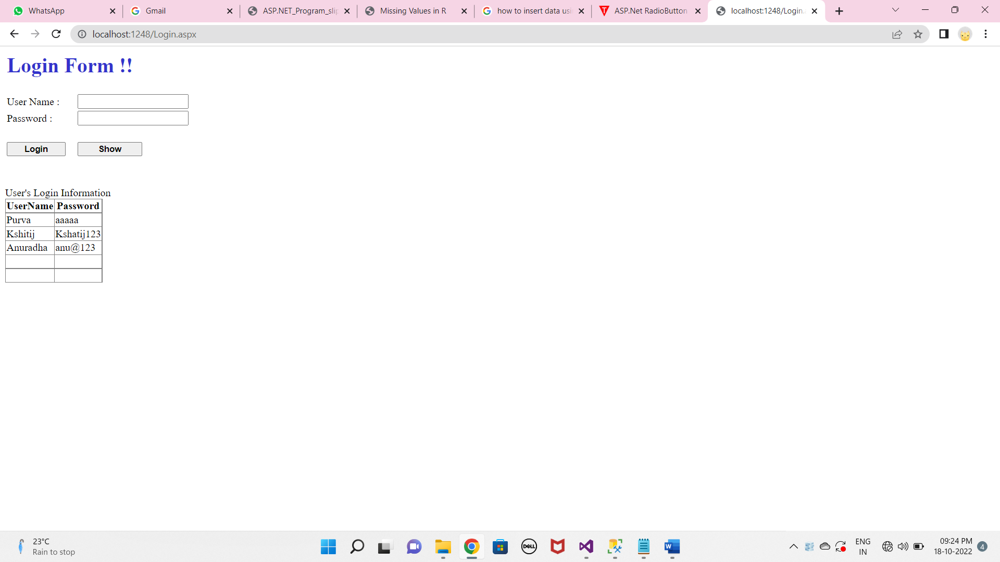 WhatsApp
Gmail
ASP.NET_Program_slip
Missing Values in R
how to insert data usi
ASP.Net RadioButton
localhost:1248/Login.
localhost:1248/Login.aspx
Login Form !!
User Name :
Password :
Login Show
User's Login Information
UserName Password
Purva aaaaa
Kshitij Kshatij123
Anuradha anu@123
23°C
Rain to stop
DELL
W
ENG
IN
09:24 PM
18-10-2022
4